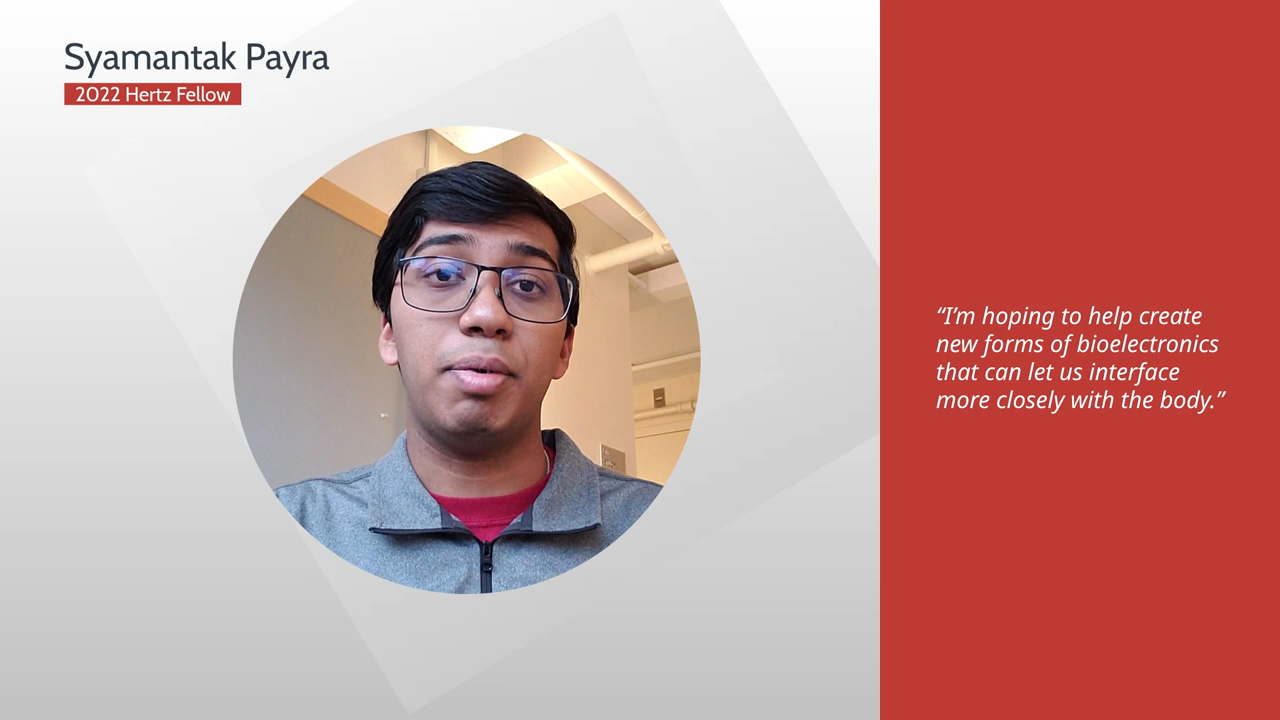 Syamantak Payra
2022 Hertz Fellow
“I’m hoping to help create
new forms of bioelectronics
that can let us interface
more closely with the body.”